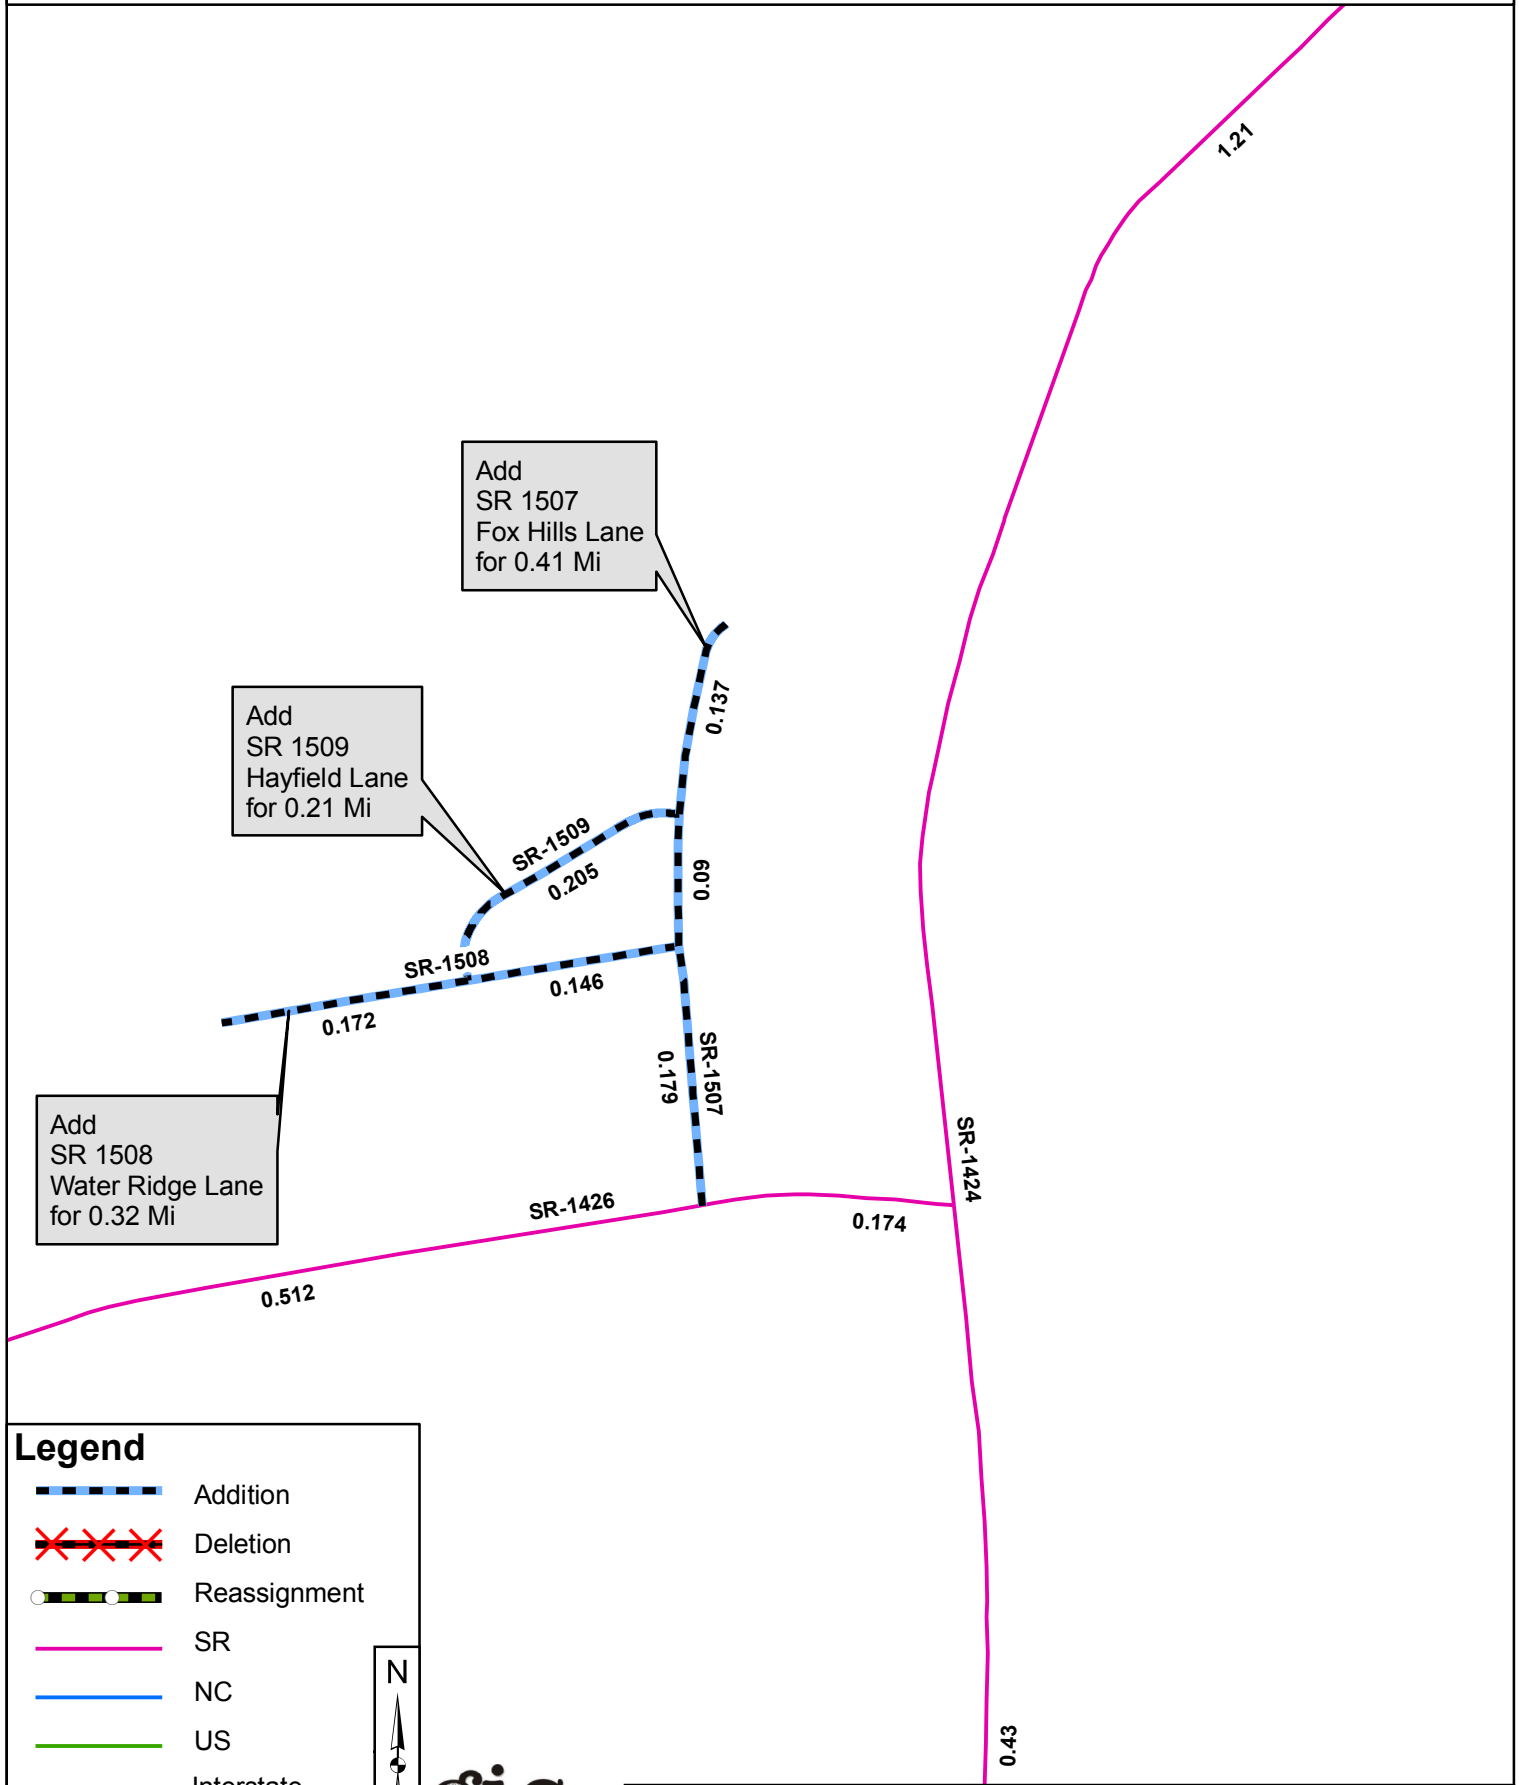 1.21
Add
SR 1507
Fox Hills Lane
for 0.41 Mi
0.137
Add
SR 1509
Hayfield Lane
for 0.21 Mi
SR-1509
0.205
0.09
SR-1508
0.146
0.172
SR-1507
0.179
Add
SR 1508
Water Ridge Lane
for 0.32 Mi
SR-1424
SR-1426
0.174
0.512
Legend
Addition
Deletion
Reassignment
SR
NC
US
Interstate
N
0.43